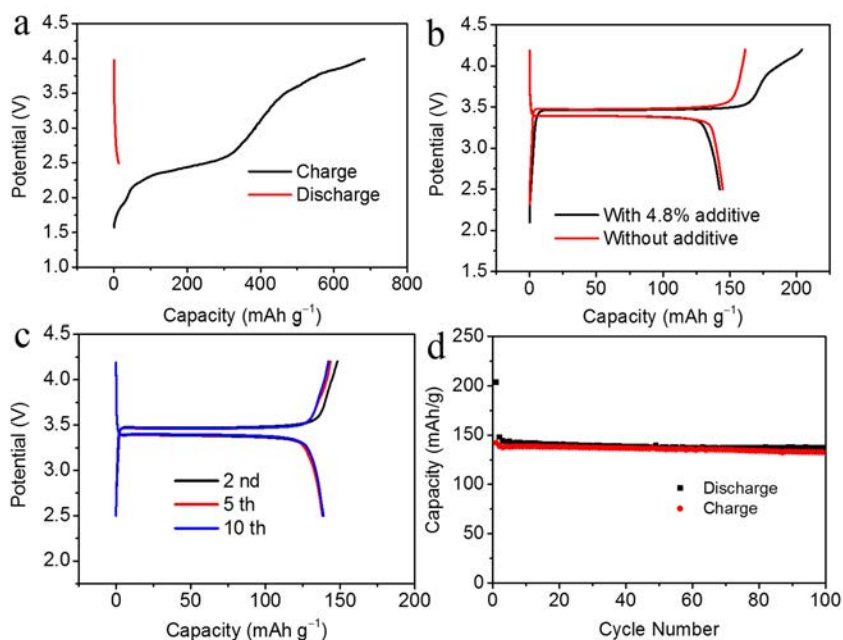 a
4.5
4.0
3.5
3.0
2.5
2.0
1.5
1.0
Potential (V)
Charge
Discharge
0 200 400 600 800
Capacity (mAh g⁻¹)
b
4.5
4.0
3.5
3.0
2.5
2.0
1.5
Potential (V)
With 4.8% additive
Without additive
0 50 100 150 200
Capacity (mAh g⁻¹)
c
4.5
4.0
3.5
3.0
2.5
2.0
Potential (V)
2 nd
5 th
10 th
0 50 100 150 200
Capacity (mAh g⁻¹)
d
250
200
150
100
50
0
Capacity (mAh/g)
Discharge
Charge
0 20 40 60 80 100
Cycle Number